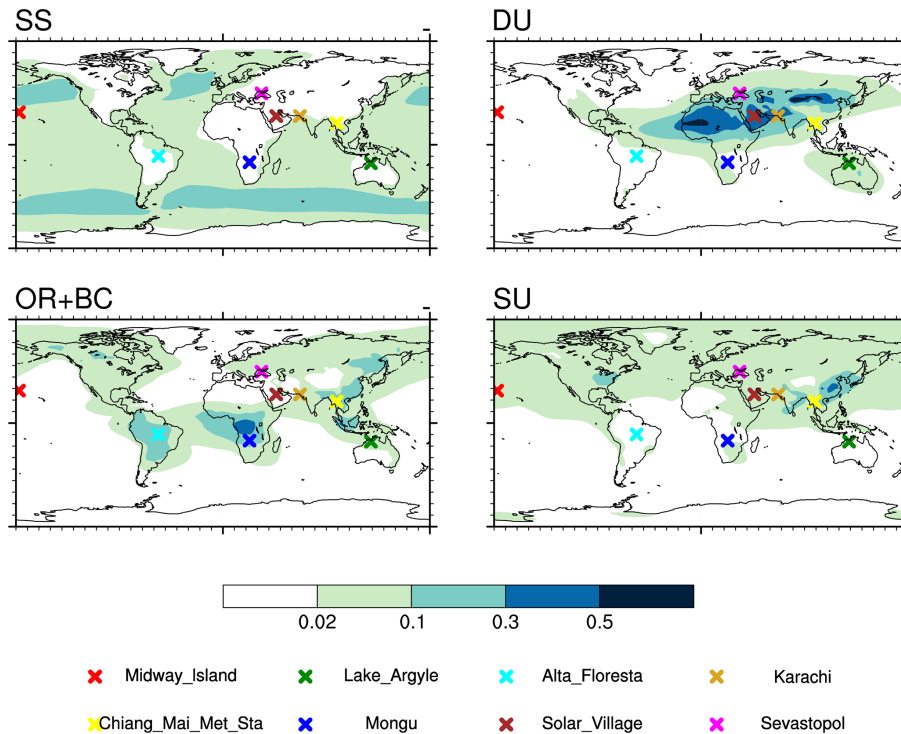 SS
-
DU
OR+BC
-
SU
0.02 0.1 0.3 0.5
Midway_Island Lake_Argyle Alta_Floresta Karachi
Chiang_Mai_Met_Sta Mongu Solar_Village Sevastopol